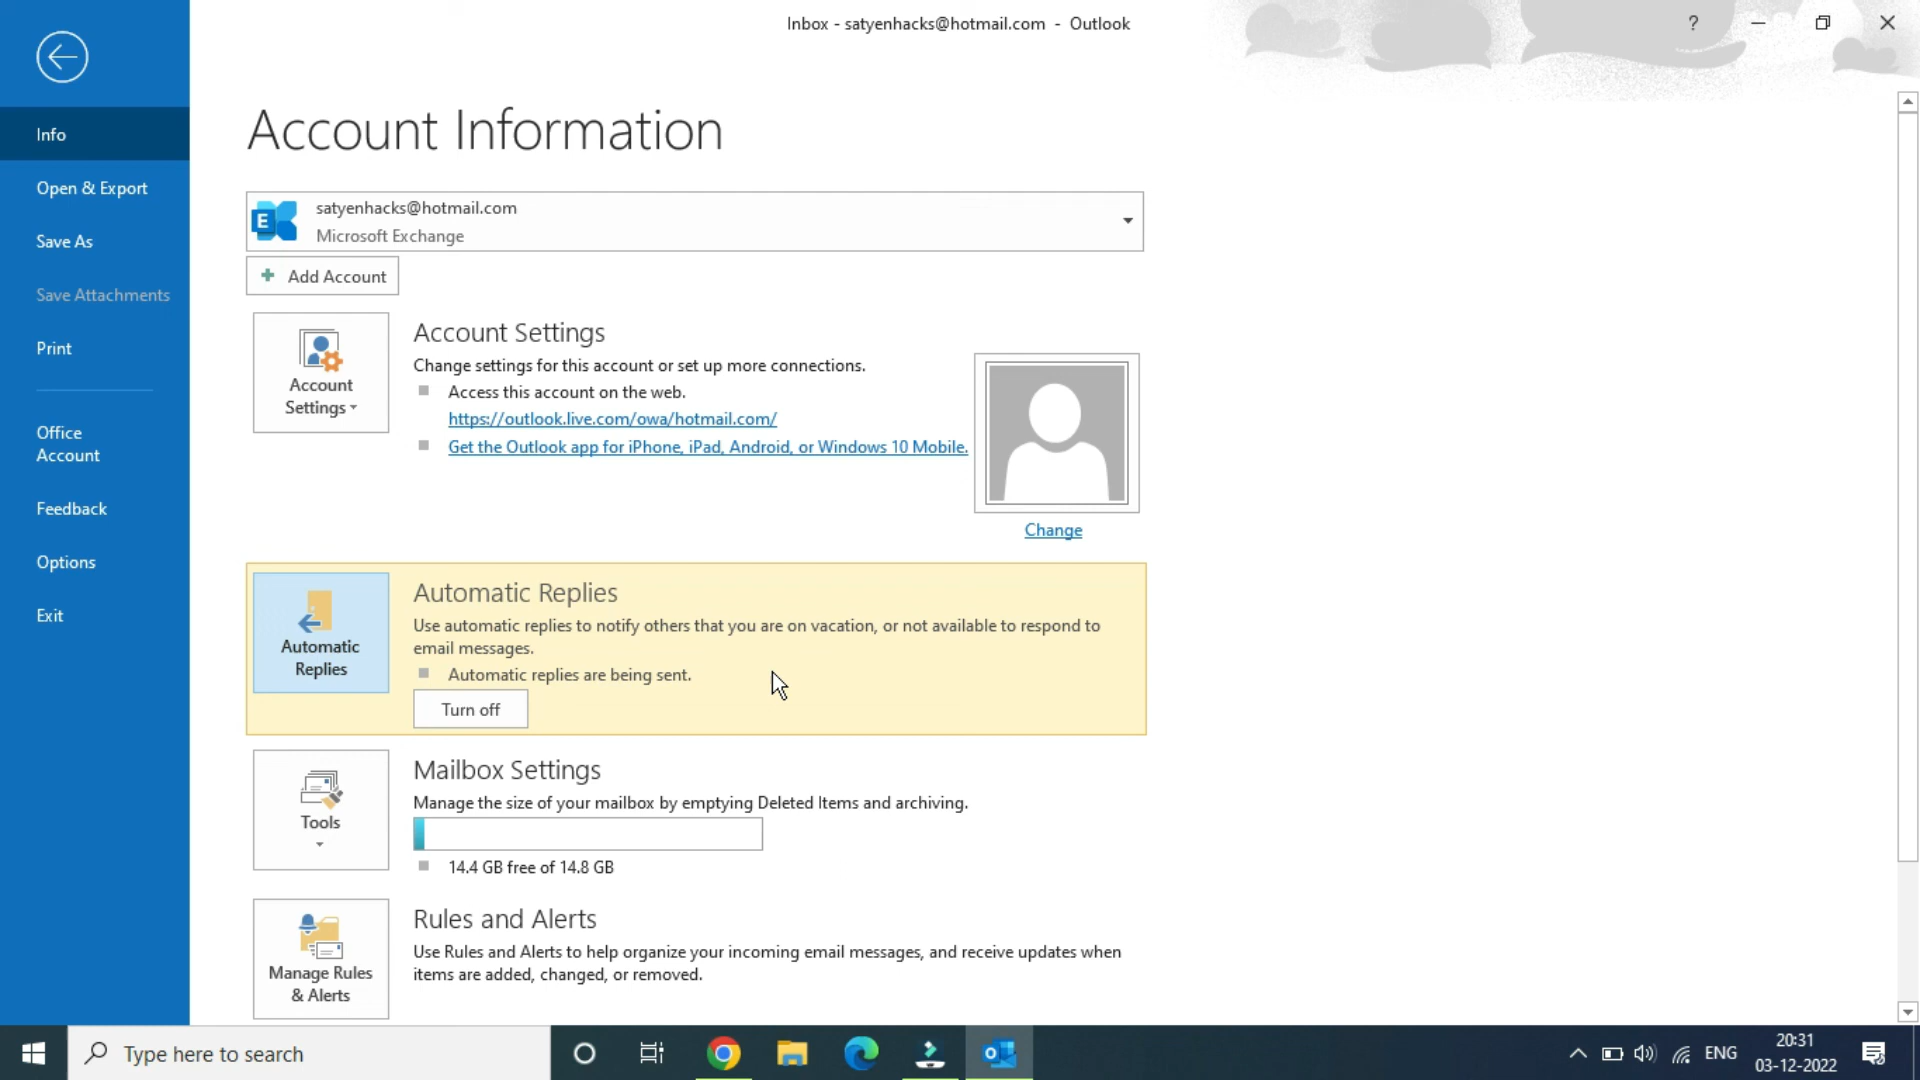 Inbox - satyenhacks@hotmail.com - Outlook
?
Info
Open & Export
Save As
Save Attachments
Print
Office
Account
Feedback
Options
Exit
Account Information
E
satyenhacks@hotmail.com
Microsoft Exchange
Add Account
Account
Settings
Account Settings
Change settings for this account or set up more connections.
Access this account on the web.
https://outlook.live.com/owa/hotmail.com/
Get the Outlook app for iPhone, iPad, Android, or Windows 10 Mobile.
Change
Automatic
Replies
Automatic Replies
Use automatic replies to notify others that you are on vacation, or not available to respond to
email messages.
Automatic replies are being sent.
Turn off
Tools
Mailbox Settings
Manage the size of your mailbox by emptying Deleted Items and archiving.
14.4 GB free of 14.8 GB
Manage Rules
& Alerts
Rules and Alerts
Use Rules and Alerts to help organize your incoming email messages, and receive updates when
items are added, changed, or removed.
Type here to search
ENG
20:31
03-12-2022